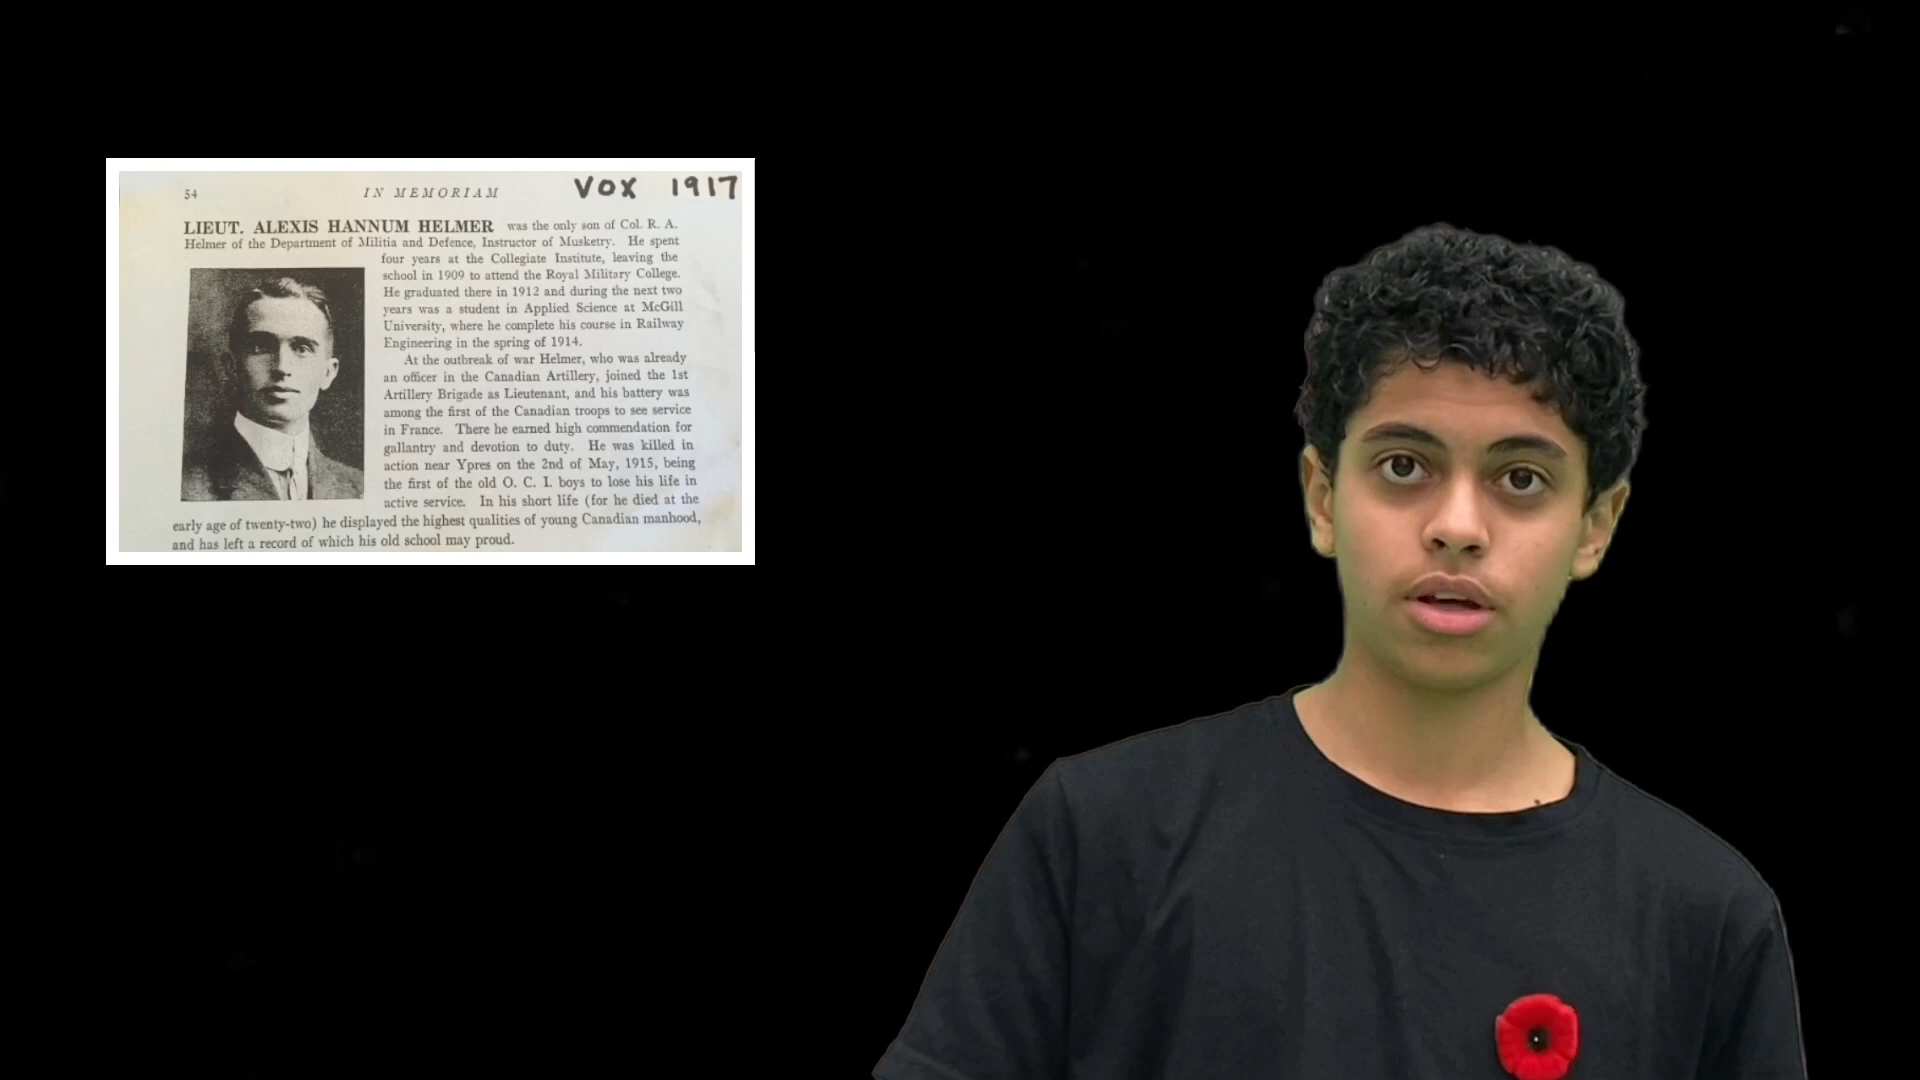 54 IN MEMORIAM VOX 1917
LIEUT. ALEXIS HANNUM HELMER was the only son of Col. R. A.
Helmer of the Department of Militia and Defence, Instructor of Musketry. He spent
four years at the Collegiate Institute, leaving the
school in 1909 to attend the Royal Military College.
He graduated there in 1912 and during the next two
years was a student in Applied Science at McGill
University, where he complete his course in Railway
Engineering in the spring of 1914.
At the outbreak of war Helmer, who was already
an officer in the Canadian Artillery, joined the 1st
Artillery Brigade as Lieutenant, and his battery was
among the first of the Canadian troops to see service
in France. There he earned high commendation for
gallantry and devotion to duty. He was killed in
action near Ypres on the 2nd of May, 1915, being
the first of the old O. C. I. boys to lose his life in
active service. In his short life (for he died at the
early age of twenty-two) he displayed the highest qualities of young Canadian manhood,
and has left a record of which his old school may proud.